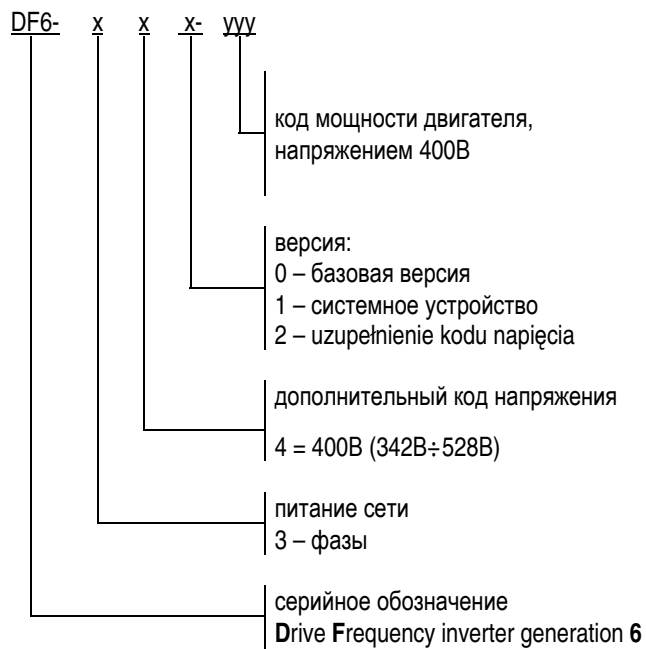 DF6- x x x- yyy
код мощности двигателя,
напряжением 400В
версия:
0 – базовая версия
1 – системное устройство
2 – uzupełnienie kodu napięcia
дополнительный код напряжения
4 = 400В (342В÷528В)
питание сети
3 – фазы
серийное обозначение
Drive Frequency inverter generation 6